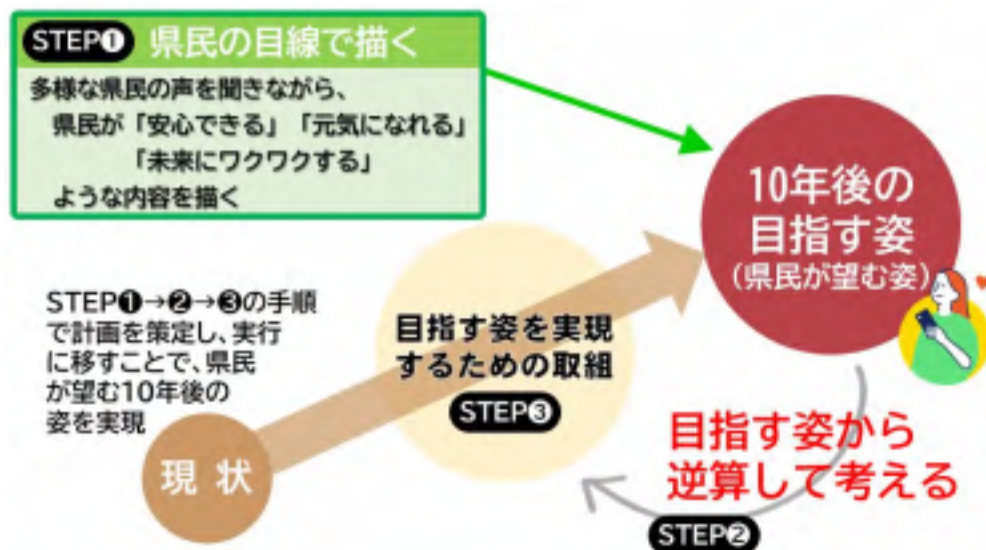 STEP❶ 県民の目線で描く
多様な県民の声を聞きながら、
県民が「安心できる」「元気になれる」
「未来にワクワクする」
ような内容を描く
10年後の
目指す姿
(県民が望む姿)
STEP❶→❷→❸の手順
で計画を策定し、実行
に移すことで、県民
が望む10年後の
姿を実現
目指す姿を実現
するための取組
STEP❸
現 状
目指す姿から
逆算して考える
STEP❷